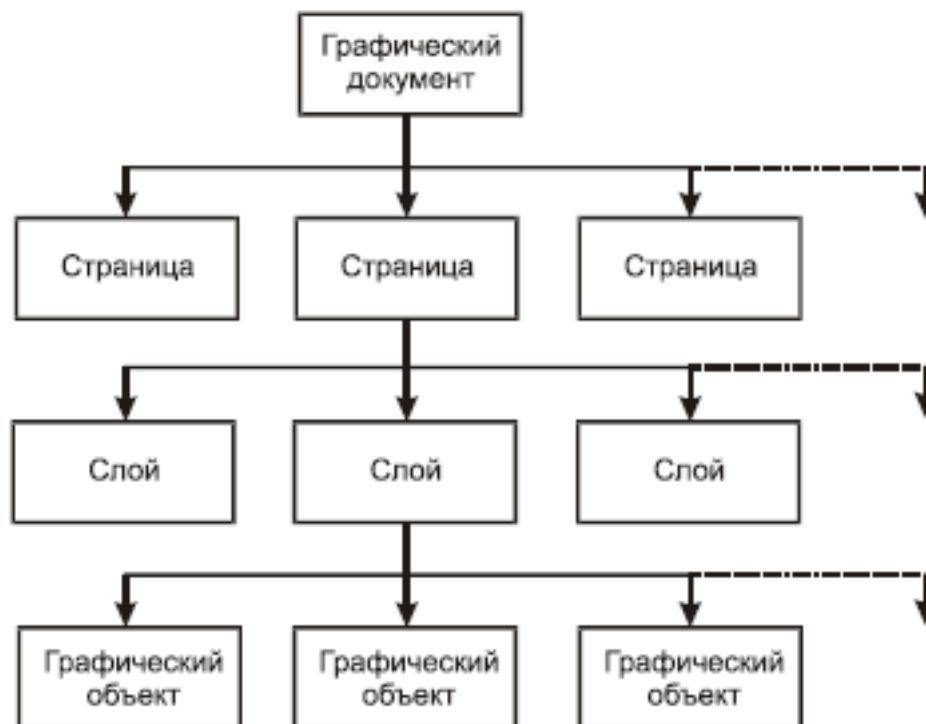 Графический
документ
Страница
Страница
Страница
Слой
Слой
Слой
Графический
объект
Графический
объект
Графический
объект